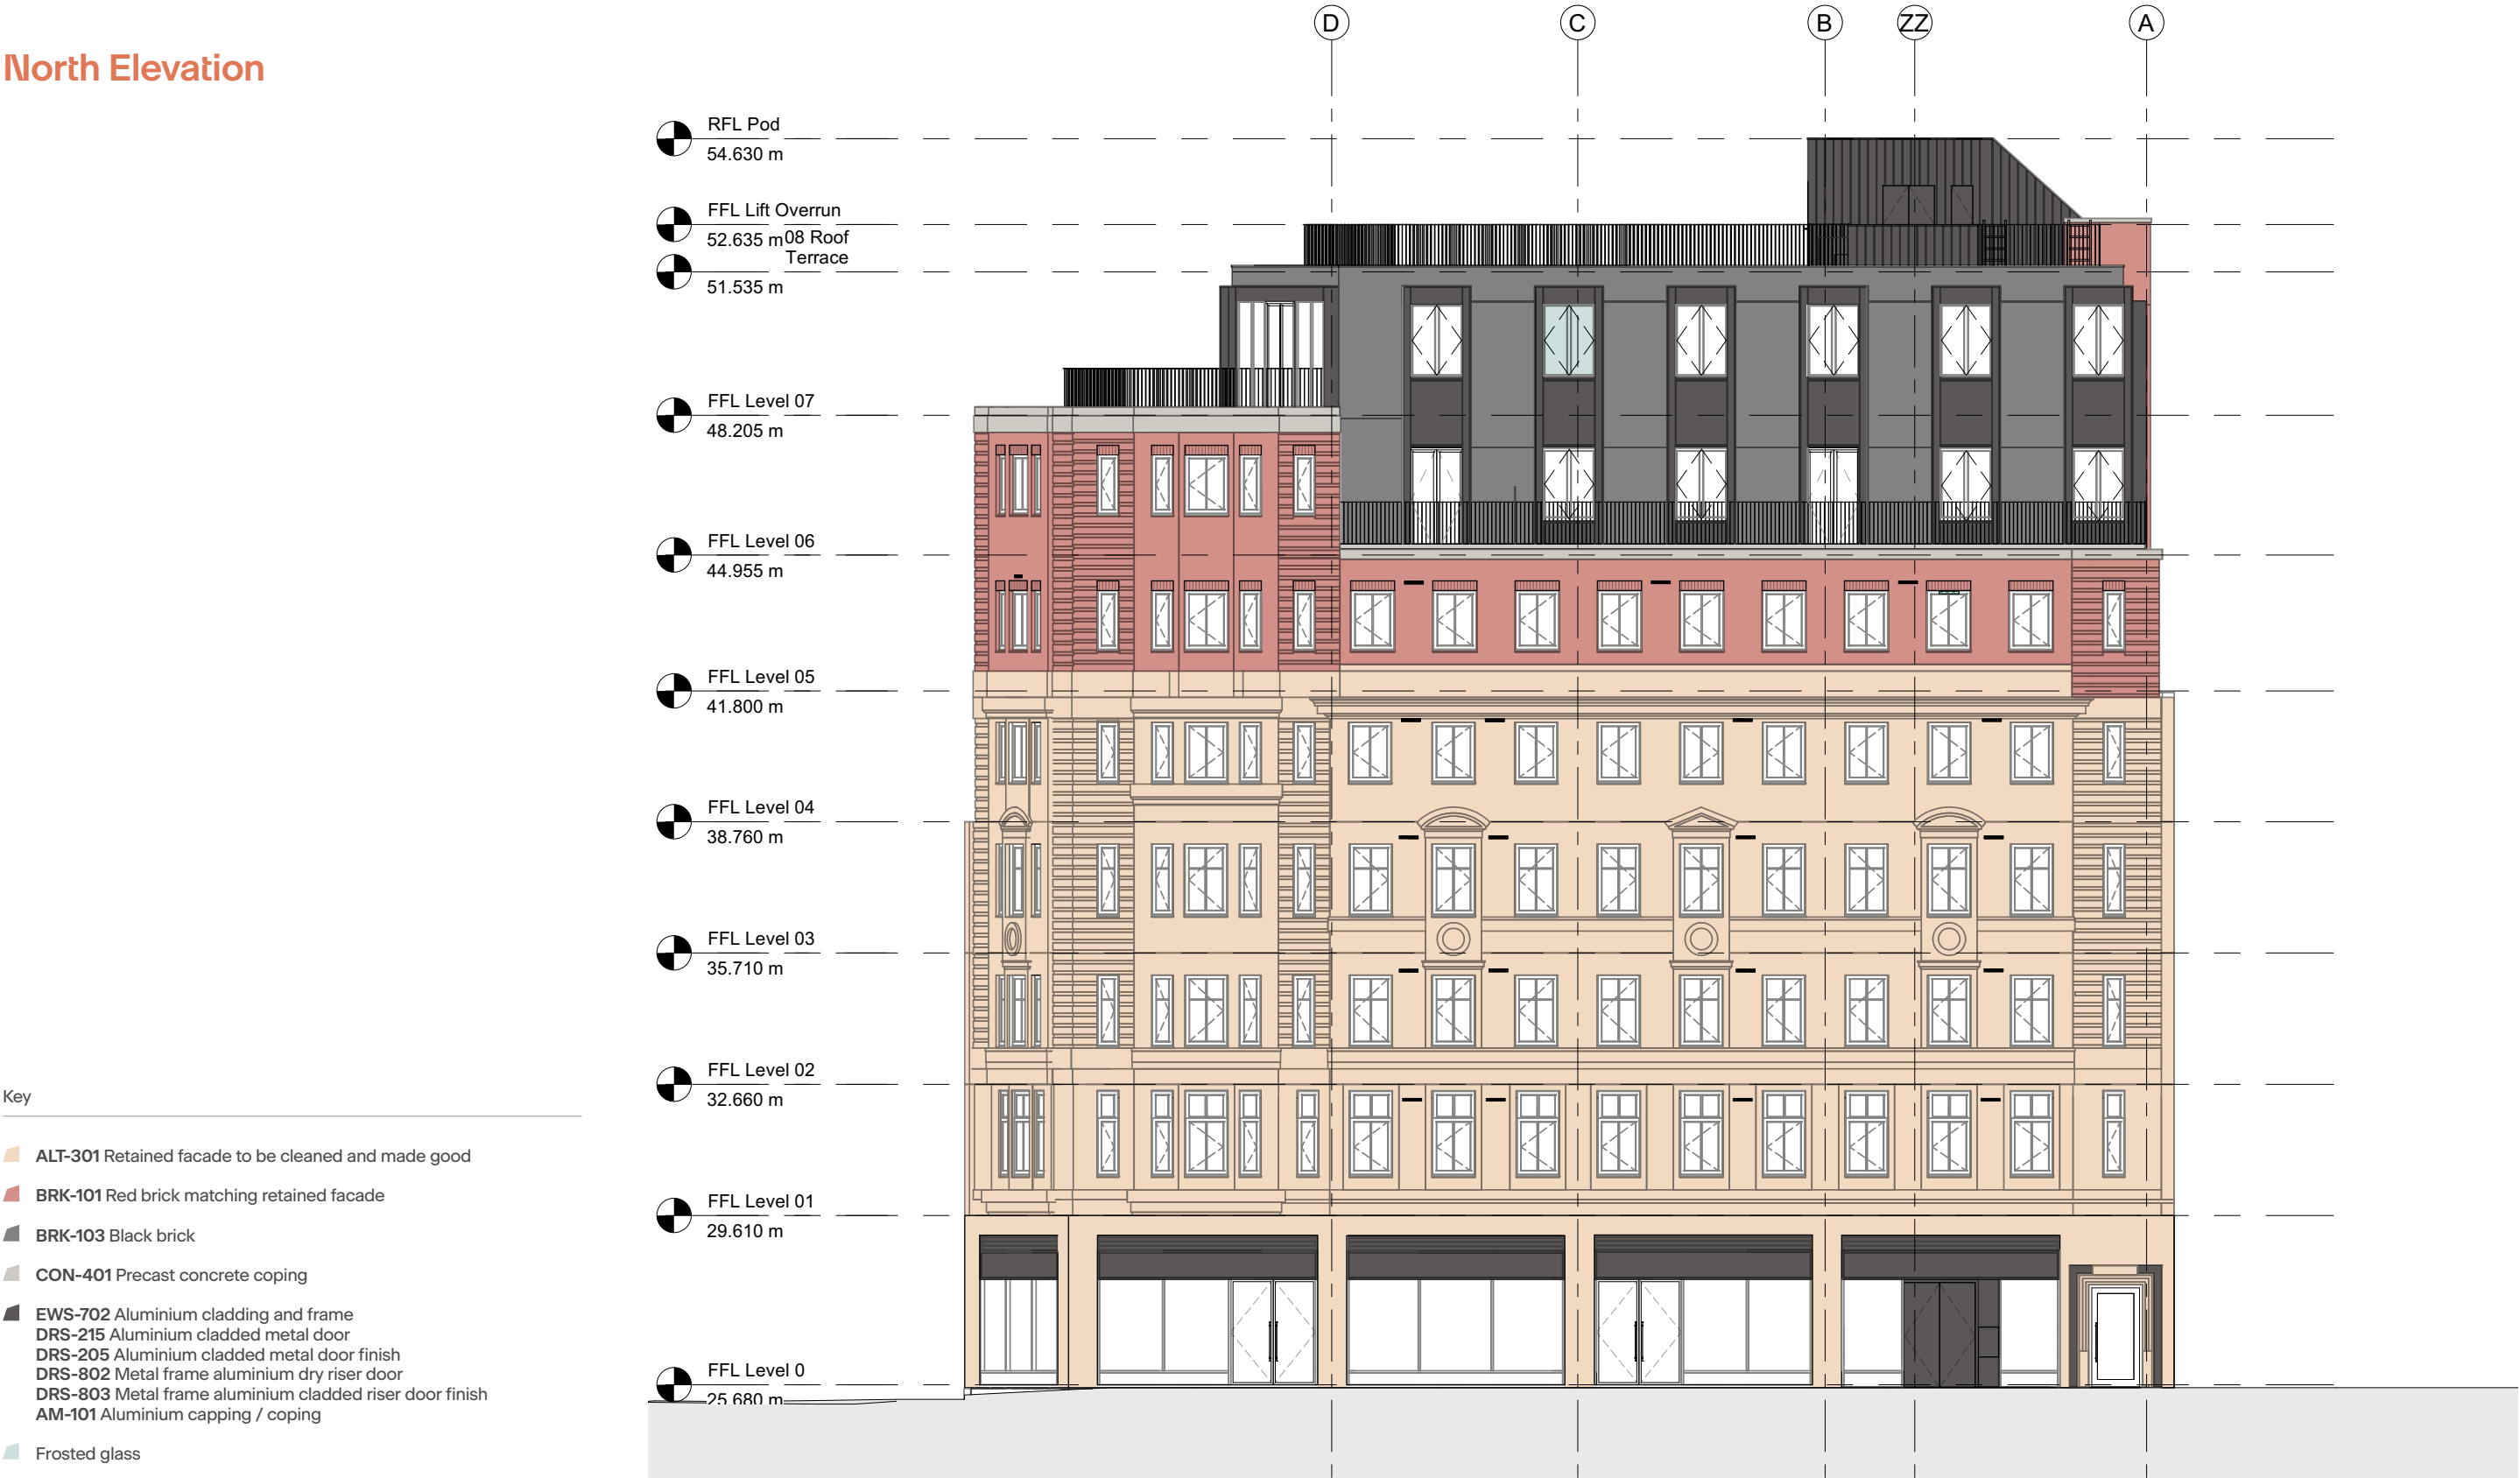 North Elevation
D
C
B
ZZ
A
RFL Pod
54.630 m
FFL Lift Overrun
52.635 m
08 Roof
Terrace
51.535 m
FFL Level 07
48.205 m
FFL Level 06
44.955 m
FFL Level 05
41.800 m
FFL Level 04
38.760 m
FFL Level 03
35.710 m
FFL Level 02
32.660 m
FFL Level 01
29.610 m
FFL Level 0
25.680 m
Key
ALT-301 Retained facade to be cleaned and made good
BRK-101 Red brick matching retained facade
BRK-103 Black brick
CON-401 Precast concrete coping
EWS-702 Aluminium cladding and frame
DRS-215 Aluminium cladded metal door
DRS-205 Aluminium cladded metal door finish
DRS-802 Metal frame aluminium dry riser door
DRS-803 Metal frame aluminium cladded riser door finish
AM-101 Aluminium capping / coping
Frosted glass